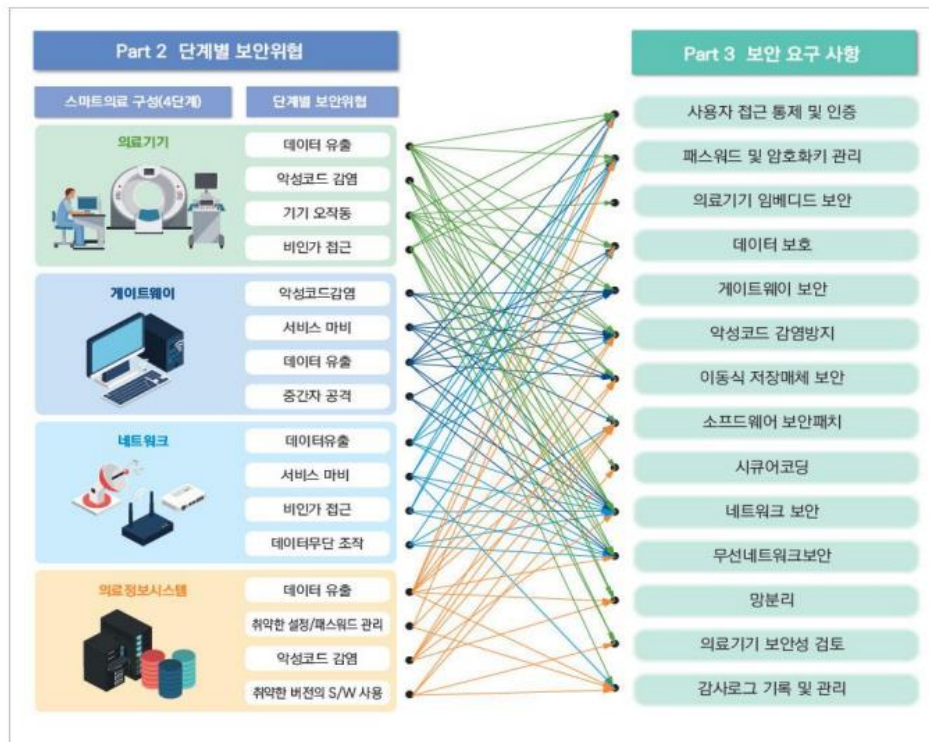 Part 2 단계별 보안위협
스마트의료 구성(4단계)
단계별 보안위협
의료기기
데이터 유출
악성코드 감염
기기 오작동
비인가 접근
게이트웨이
악성코드감염
서비스 마비
데이터 유출
중간자 공격
네트워크
데이터유출
서비스 마비
비인가 접근
데이터무단 조작
의료정보시스템
데이터 유출
취약한 설정/패스워드 관리
악성코드 감염
취약한 버전의 S/W 사용
Part 3 보안 요구 사항
사용자 접근 통제 및 인증
패스워드 및 암호화키 관리
의료기기 임베디드 보안
데이터 보호
게이트웨이 보안
악성코드 감염방지
이동식 저장매체 보안
소프드웨어 보안패치
시큐어코딩
네트워크 보안
무선네트워크보안
망분리
의료기기 보안성 검토
감사로그 기록 및 관리